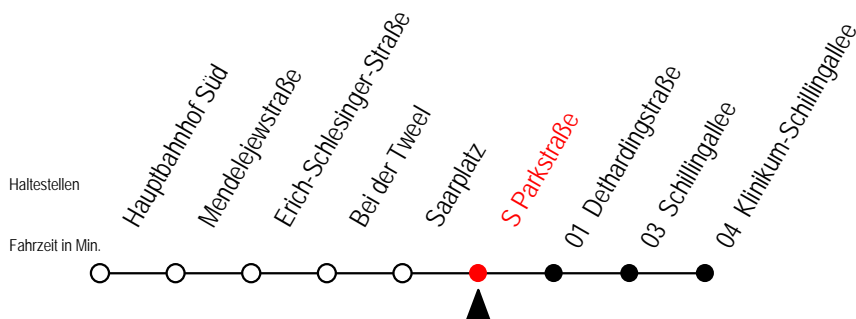 Haltestellen
Fahrzeit in Min.
Hauptbahnhof Süd
Mendelejewstraße
Erich-Schlesinger-Straße
Bei der Tweel
Saarplatz
S Parkstraße
01 Dethardingstraße
03 Schillingallee
04 Klinikum-Schillingallee